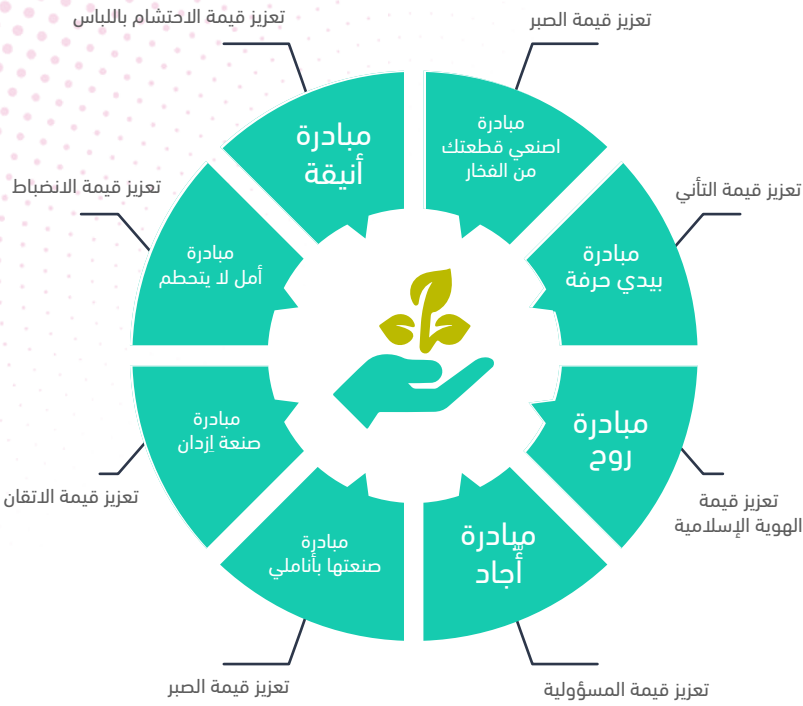 تعزيز قيمة الصبر
مبادرة
اصنعي قطعتك
من الفخار
تعزيز قيمة التأني
مبادرة
بيدي حرفة
مبادرة
روح
تعزيز قيمة
الهوية الإسلامية
مبادرة
أجاد
تعزيز قيمة المسؤولية
مبادرة
صنعتها بأناملي
تعزيز قيمة الصبر
مبادرة
صنعة إزدان
تعزيز قيمة الاتقان
مبادرة
أمل لا يتحطم
تعزيز قيمة الانضباط
مبادرة
أنيقة
تعزيز قيمة الاحتشام باللباس